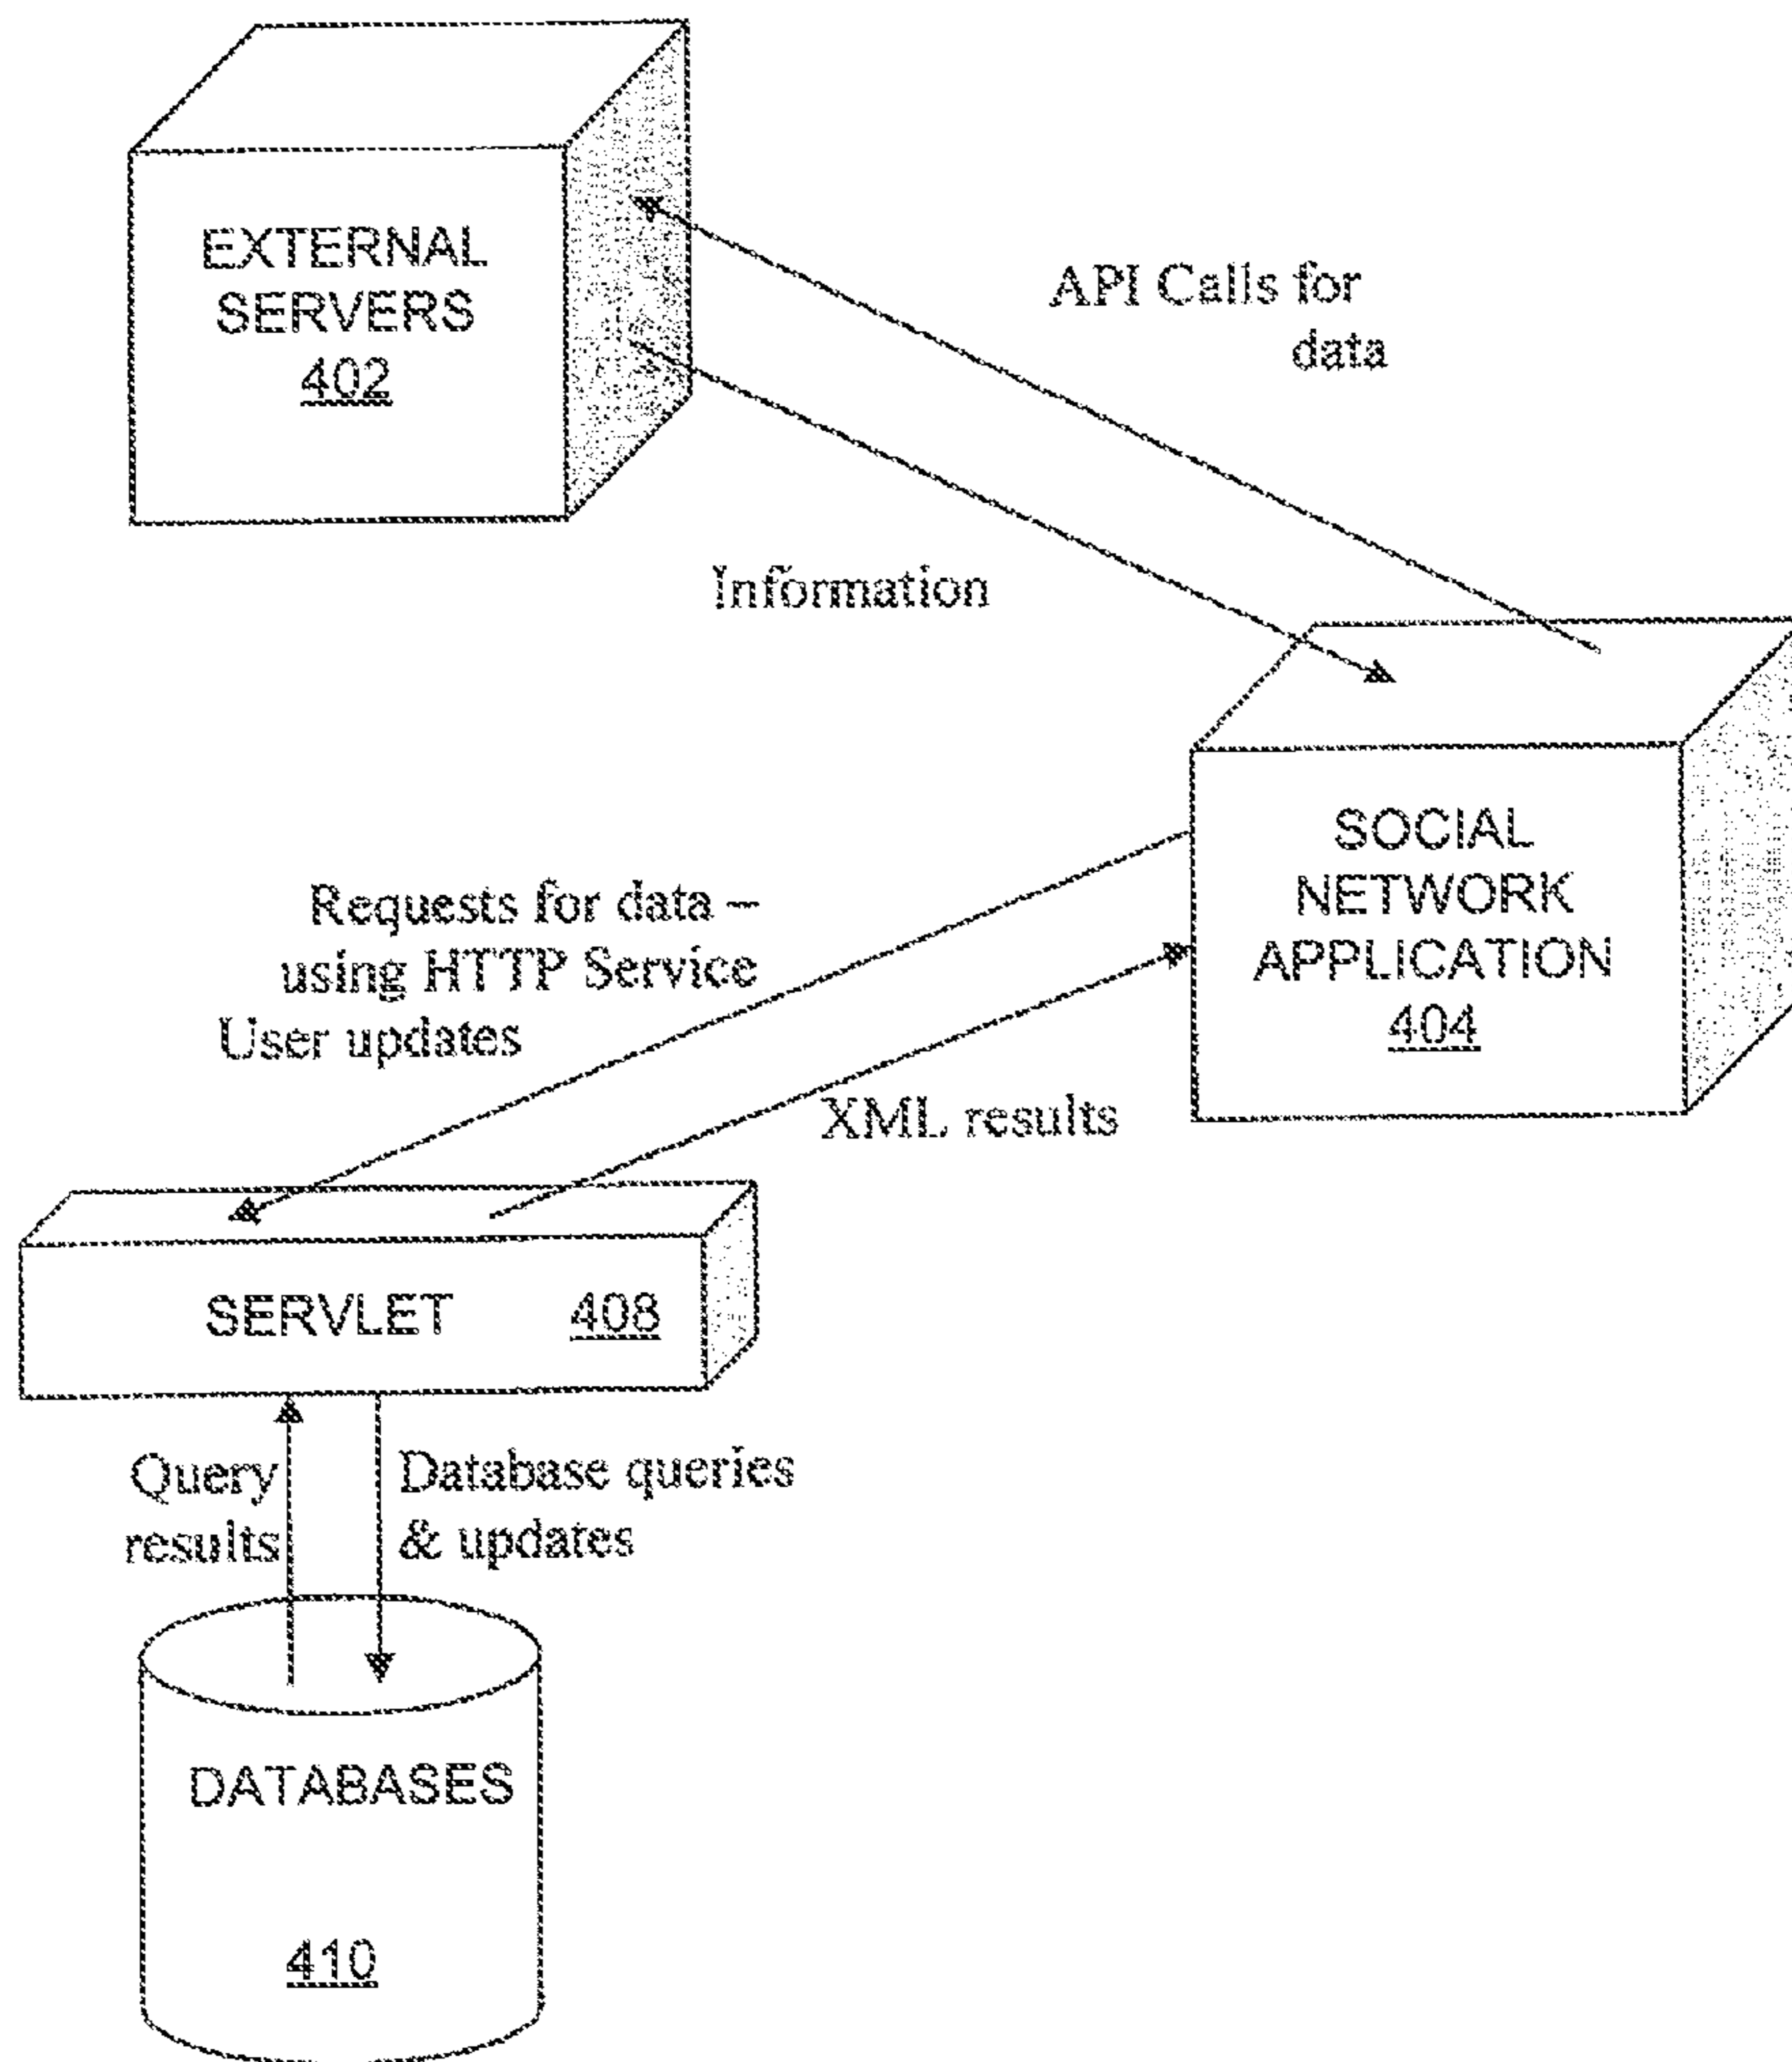 EXTERNAL
SERVERS
402
API Calls for
data
Information
SOCIAL
NETWORK
APPLICATION
404
Requests for data –
using HTTP Service
User updates
XML results
SERVLET 408
Query
results
Database queries
& updates
DATABASES
410